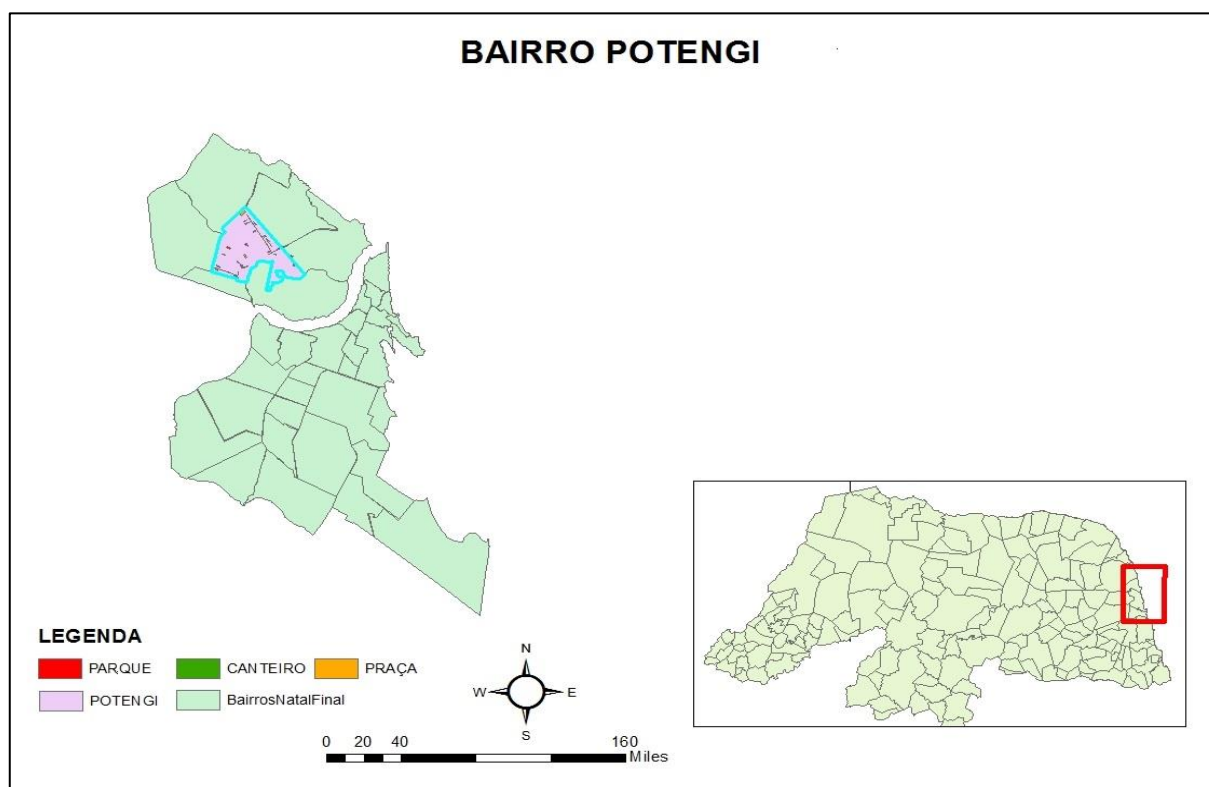 BAIRRO POTENGI
LEGENDA
PARQUE CANTEIRO PRAÇA
POTENGI BairrosNatalFinal
N
W E
S
0 20 40 160
Miles